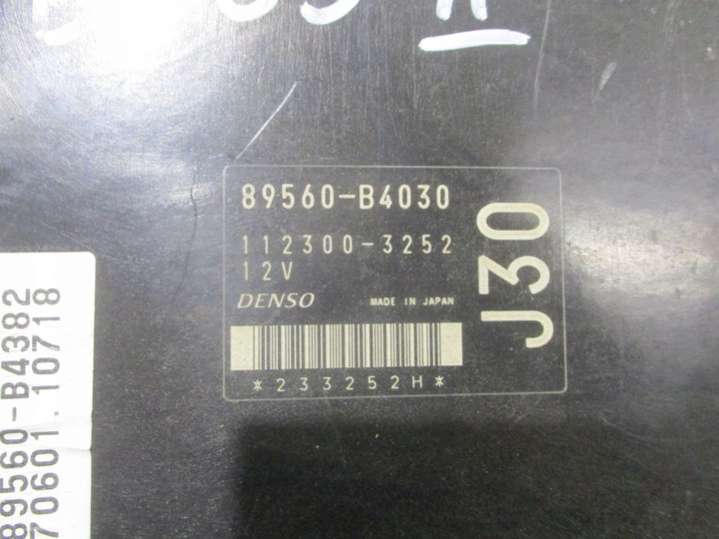 89560-B4030
112300-3252
12V
DENSO MADE IN JAPAN
*233252H*
J30
89560-B4382
70601.10718